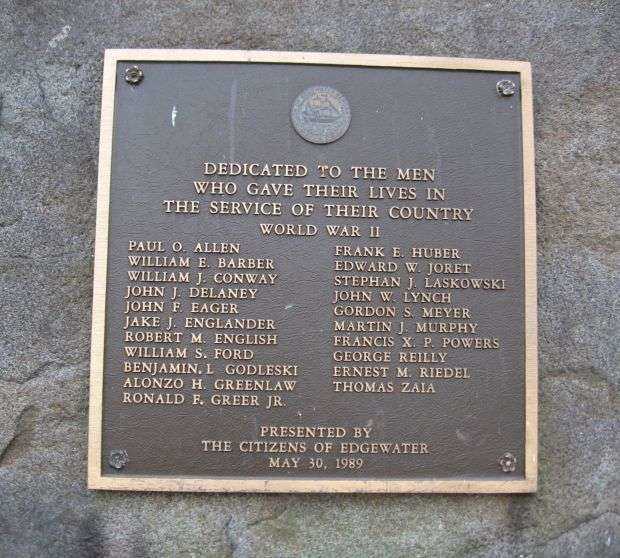 DEDICATED TO THE MEN
WHO GAVE THEIR LIVES IN
THE SERVICE OF THEIR COUNTRY
WORLD WAR II
PAUL O. ALLEN
WILLIAM E. BARBER
WILLIAM J. CONWAY
JOHN J. DELANEY
JOHN F. EAGER
JAKE J. ENGLANDER
ROBERT M. ENGLISH
WILLIAM S. FORD
BENJAMIN. L GODLESKI
ALONZO H. GREENLAW
RONALD F. GREER JR.
FRANK E. HUBER
EDWARD W. JORET
STEPHAN J. LASKOWSKI
JOHN W. LYNCH
GORDON S. MEYER
MARTIN J. MURPHY
FRANCIS X. P. POWERS
GEORGE REILLY
ERNEST M. RIEDEL
THOMAS ZAIA
PRESENTED BY
THE CITIZENS OF EDGEWATER
MAY 30, 1989